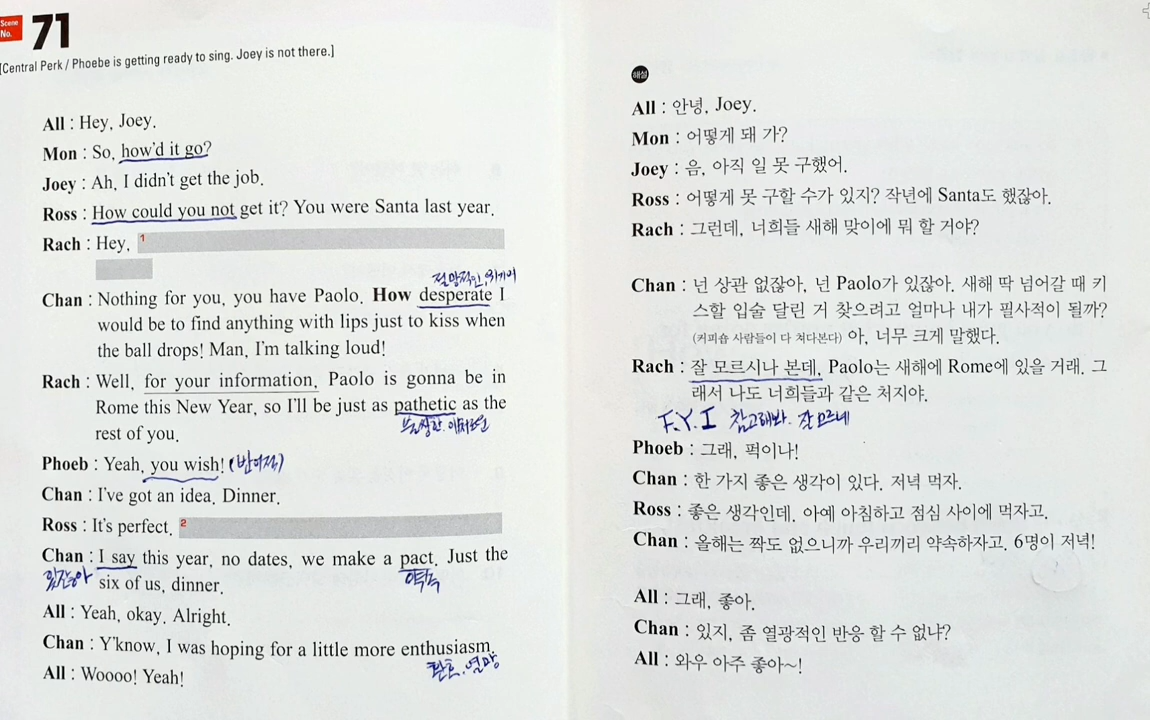 Scene
No. 71
[Central Perk / Phoebe is getting ready to sing. Joey is not there.]
All : Hey, Joey.
Mon : So, how'd it go?
Joey : Ah, I didn't get the job.
Ross : How could you not get it? You were Santa last year.
Rach : Hey, 1
절망적인,
Chan : Nothing for you, you have Paolo. How desperate I
would be to find anything with lips just to kiss when
the ball drops! Man, I'm talking loud!
Rach : Well, for your information, Paolo is gonna be in
Rome this New Year, so I'll be just as pathetic as the
rest of you.
불쌍한.
Phoeb : Yeah, you wish! (반어적)
Chan : I've got an idea. Dinner.
Ross : It's perfect. 2
Chan : I say this year, no dates, we make a pact. Just the
있잖아 six of us, dinner.
약속
All : Yeah, okay. Alright.
Chan : Y'know, I was hoping for a little more enthusiasm.
환호. 열망
All : Woooo! Yeah!
해설
All : 안녕, Joey.
Mon : 어떻게 돼 가?
Joey : 음, 아직 일 못 구했어.
Ross : 어떻게 못 구할 수가 있지? 작년에 Santa도 했잖아.
Rach : 그런데, 너희들 새해 맞이에 뭐 할 거야?
Chan : 넌 상관 없잖아, 넌 Paolo가 있잖아. 새해 딱 넘어갈 때 키
스할 입술 달린 거 찾으려고 얼마나 내가 필사적이 될까?
(커피숍 사람들이 다 쳐다본다) 아, 너무 크게 말했다.
Rach : 잘 모르시나 본데, Paolo는 새해에 Rome에 있을 거래. 그
래서 나도 너희들과 같은 처지야.
F.Y.I 참고해봐. 잘 모르네
Phoeb : 그래, 퍽이나!
Chan : 한 가지 좋은 생각이 있다. 저녁 먹자.
Ross : 좋은 생각인데. 아예 아침하고 점심 사이에 먹자고.
Chan : 올해는 짝도 없으니까 우리끼리 약속하자고. 6명이 저녁!
All : 그래, 좋아.
Chan : 있지, 좀 열광적인 반응 할 수 없냐?
All : 와우 아주 좋아~!